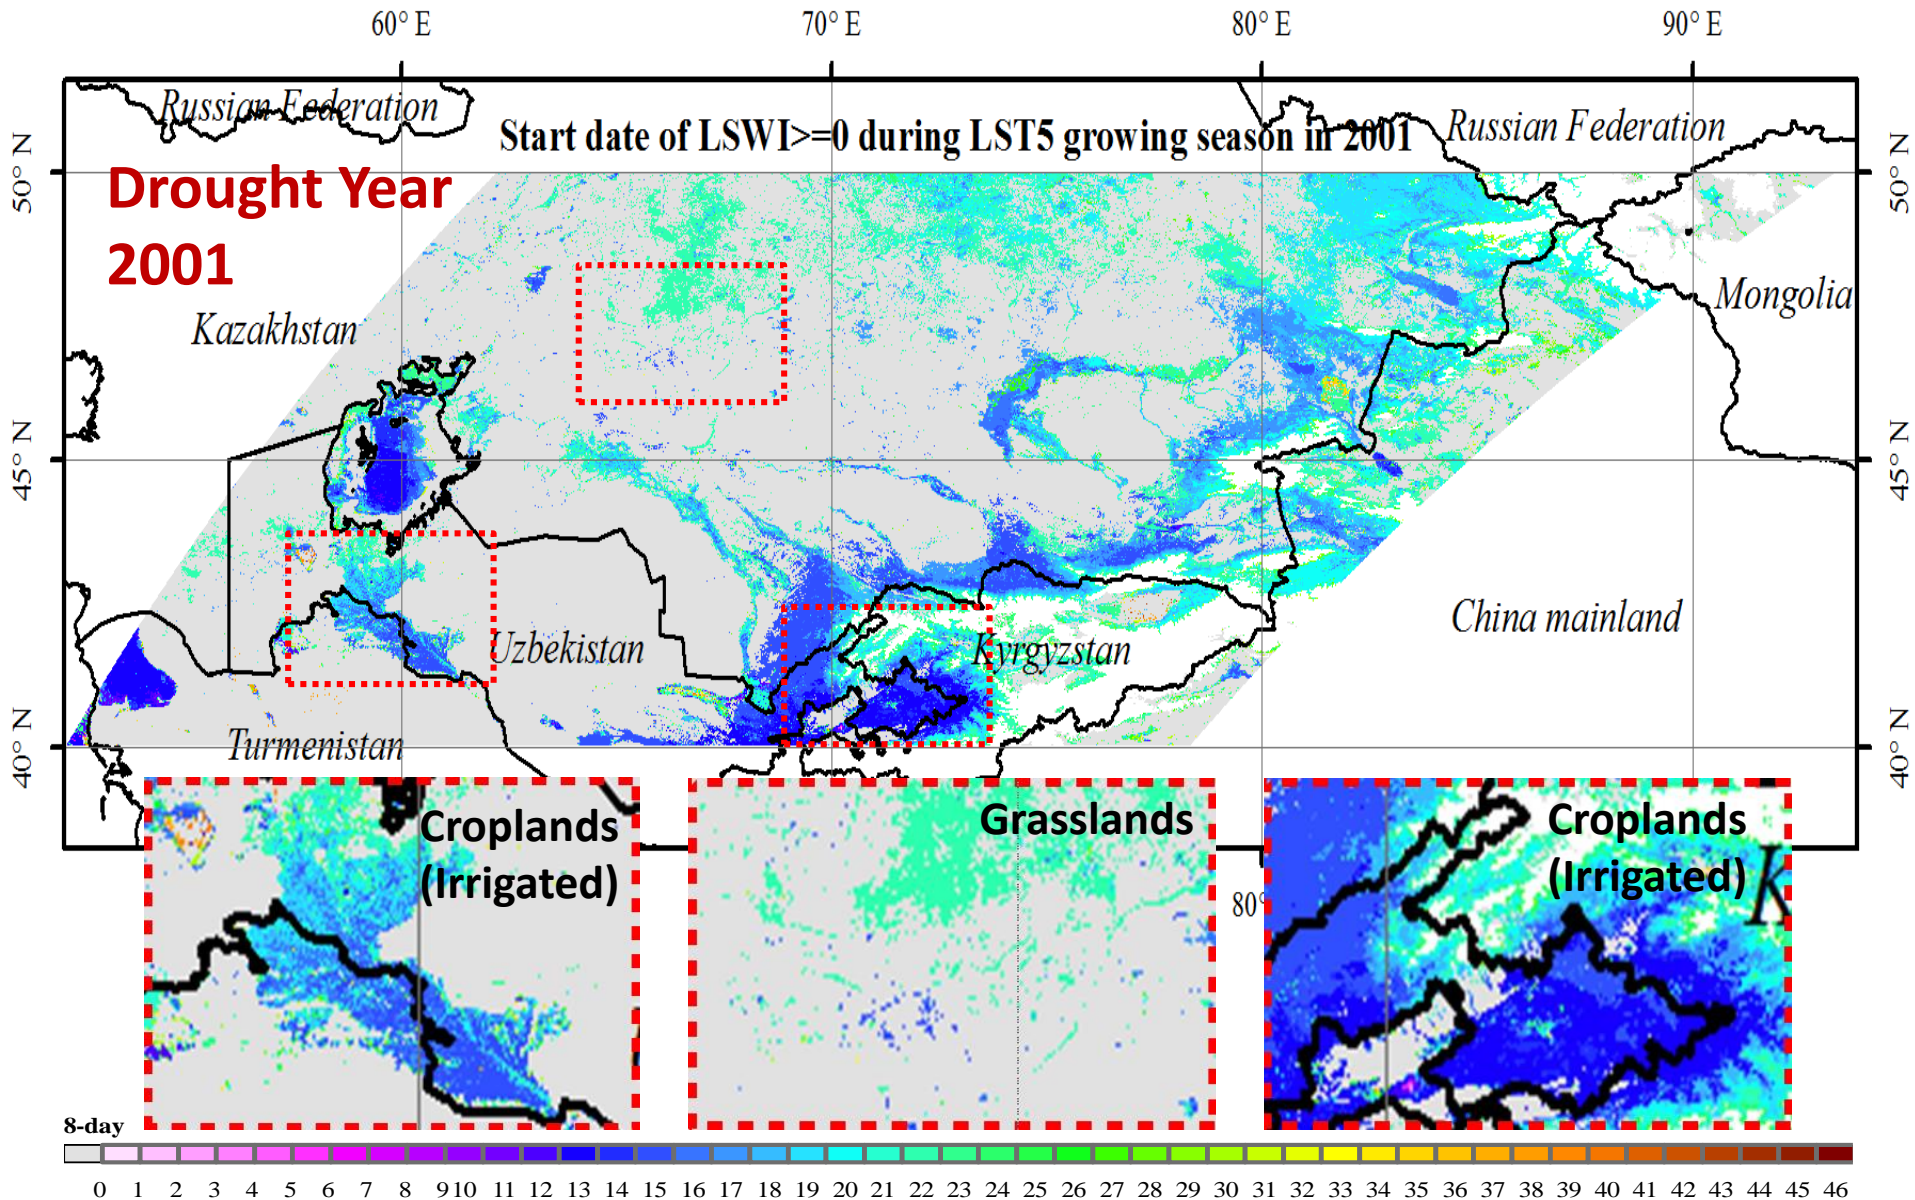 60° E 70° E 80° E 90° E
Russian Federation
Start date of LSWI>=0 during LST5 growing season in 2001
Russian Federation
50° N
50° N
Drought Year
2001
Kazakhstan
Mongolia
45° N
45° N
Uzbekistan
Kyrgyzstan
China mainland
Turmenistan
40° N
40° N
Croplands
(Irrigated)
Grasslands
80°
Croplands
(Irrigated)
K
8-day
0 1 2 3 4 5 6 7 8 9 10 11 12 13 14 15 16 17 18 19 20 21 22 23 24 25 26 27 28 29 30 31 32 33 34 35 36 37 38 39 40 41 42 43 44 45 46